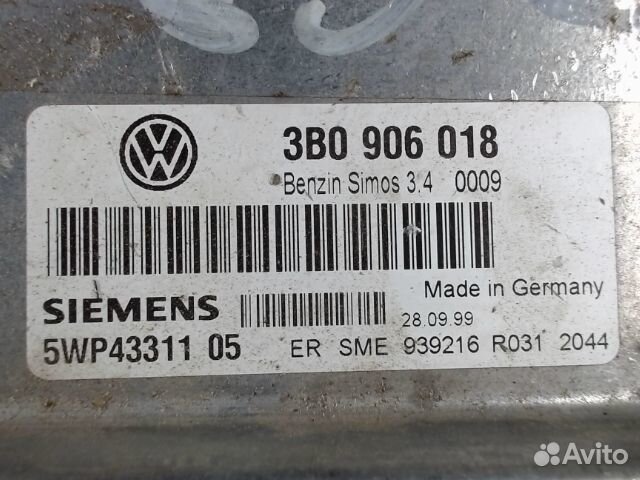 3B0 906 018
Benzin Simos 3.4 0009
Made in Germany
SIEMENS
28.09.99
5WP43311 05 ER SME 939216 R031 2044
Avito